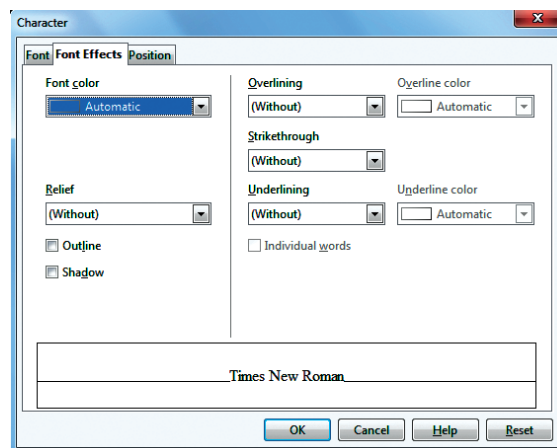 Character
x
Font Font Effects Position
Font color
Automatic
Relief
(Without)
Outline
Shadow
Overlining Overline color
(Without) Automatic
Strikethrough
(Without)
Underlining Underline color
(Without) Automatic
Individual words
Times New Roman
OK Cancel Help Reset